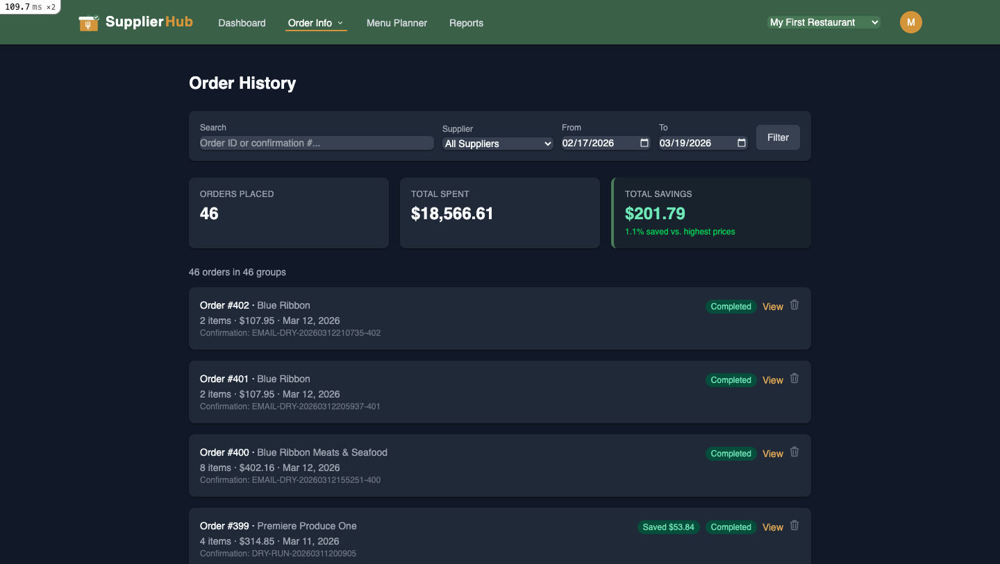 109.7 ms ×2
SupplierHub
Dashboard
Order Info
Menu Planner
Reports
My First Restaurant
M
Order History
Search
Order ID or confirmation #...
Supplier
All Suppliers
From
02/17/2026
To
03/19/2026
Filter
ORDERS PLACED
46
TOTAL SPENT
$18,566.61
TOTAL SAVINGS
$201.79
1.1% saved vs. highest prices
46 orders in 46 groups
Order #402 · Blue Ribbon
Completed View
2 items · $107.95 · Mar 12, 2026
Confirmation: EMAIL-DRY-20260312210735-402
Order #401 · Blue Ribbon
Completed View
2 items · $107.95 · Mar 12, 2026
Confirmation: EMAIL-DRY-20260312205937-401
Order #400 · Blue Ribbon Meats & Seafood
Completed View
8 items · $402.16 · Mar 12, 2026
Confirmation: EMAIL-DRY-20260312155251-400
Order #399 · Premiere Produce One
Saved $53.84 Completed View
4 items · $314.85 · Mar 11, 2026
Confirmation: DRY-RUN-20260311200905